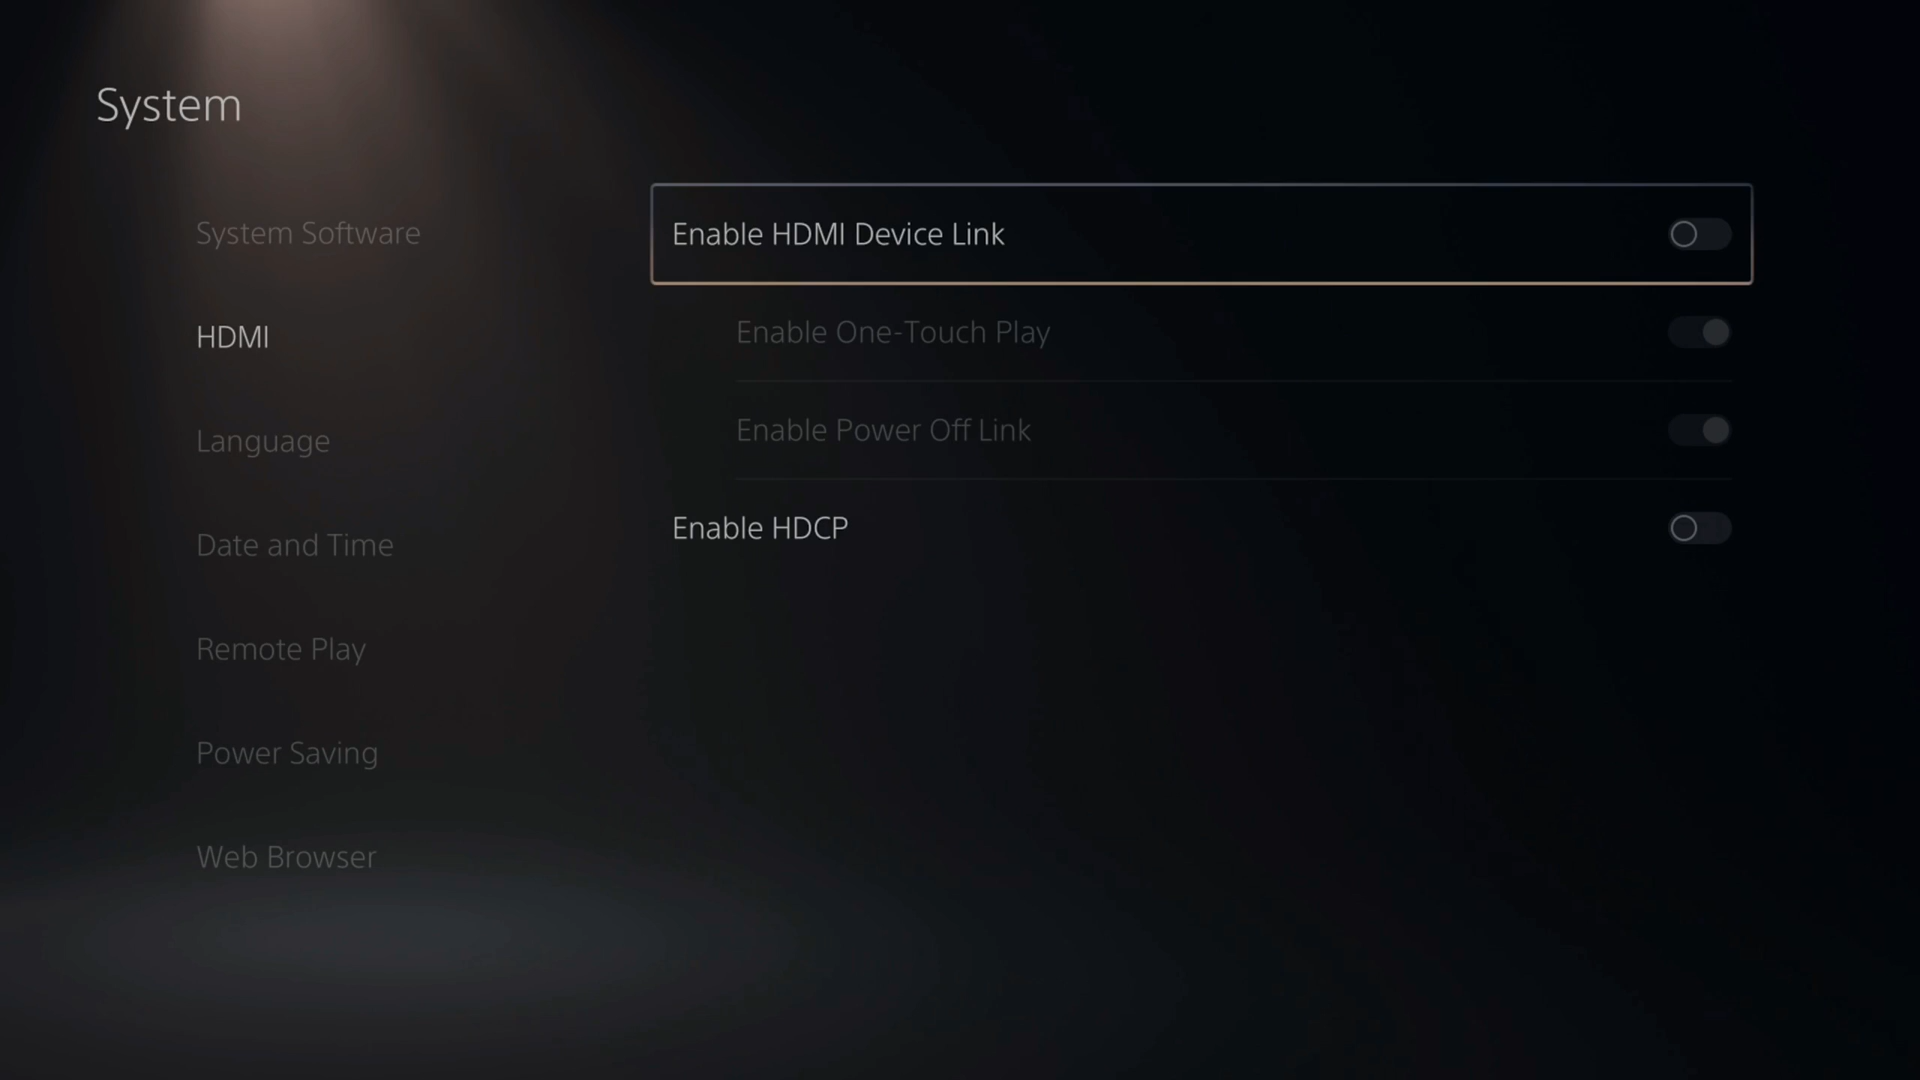 System
System Software
HDMI
Language
Date and Time
Remote Play
Power Saving
Web Browser
Enable HDMI Device Link
Enable One-Touch Play
Enable Power Off Link
Enable HDCP